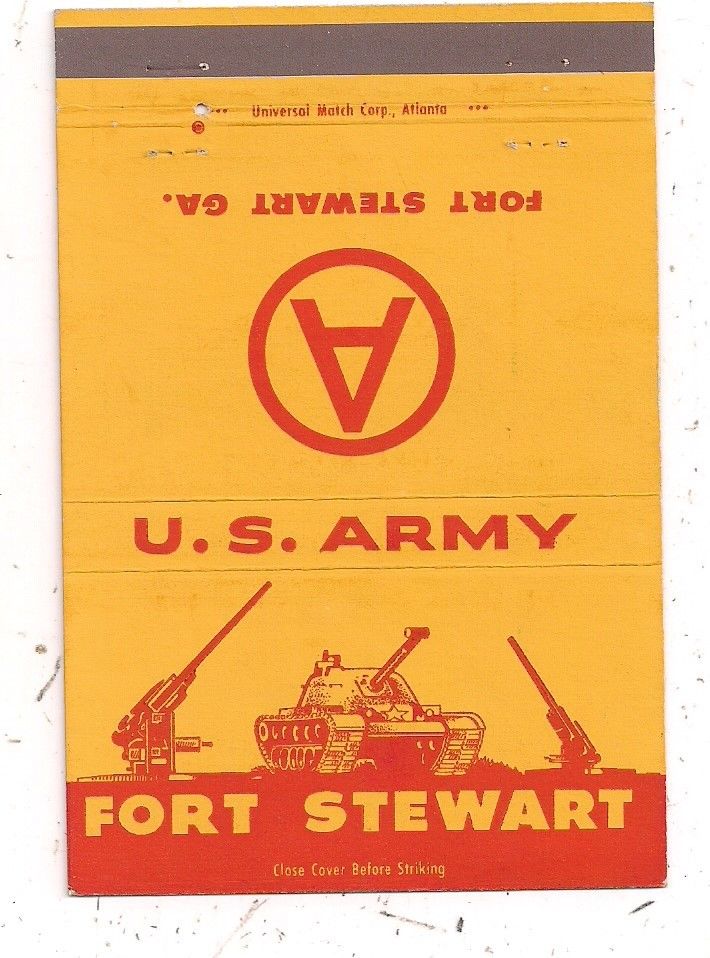 Universal Match Corp., Atlanta
FORT STEWART GA.
A
U.S. ARMY
FORT STEWART
Close Cover Before Striking